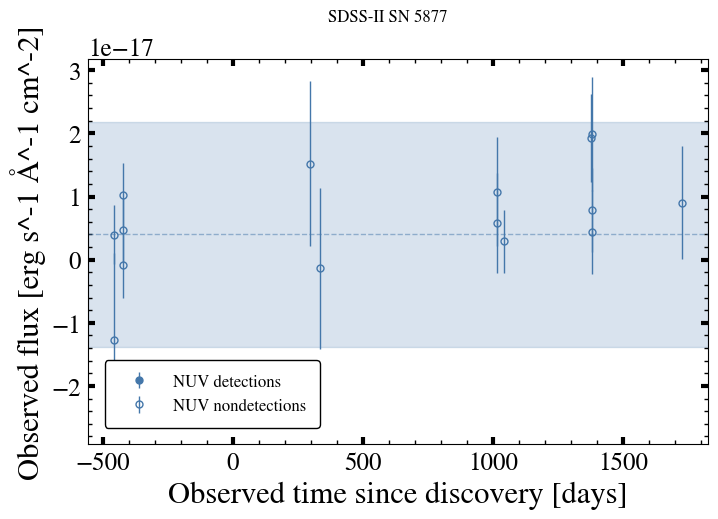 SDSS-II SN 5877
1e−17
3
2
1
0
−1
−2
Observed flux [erg s^-1 Å^-1 cm^-2]
NUV detections
NUV nondetections
−500 0 500 1000 1500
Observed time since discovery [days]